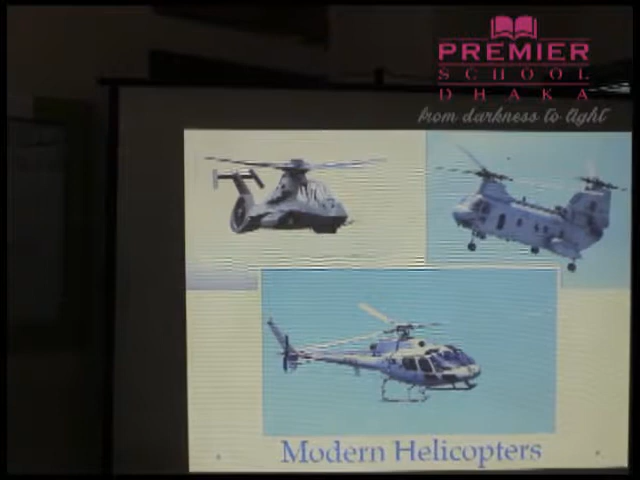 PREMIER
SCHOOL
DHAKA
from darkness to light
Modern Helicopters